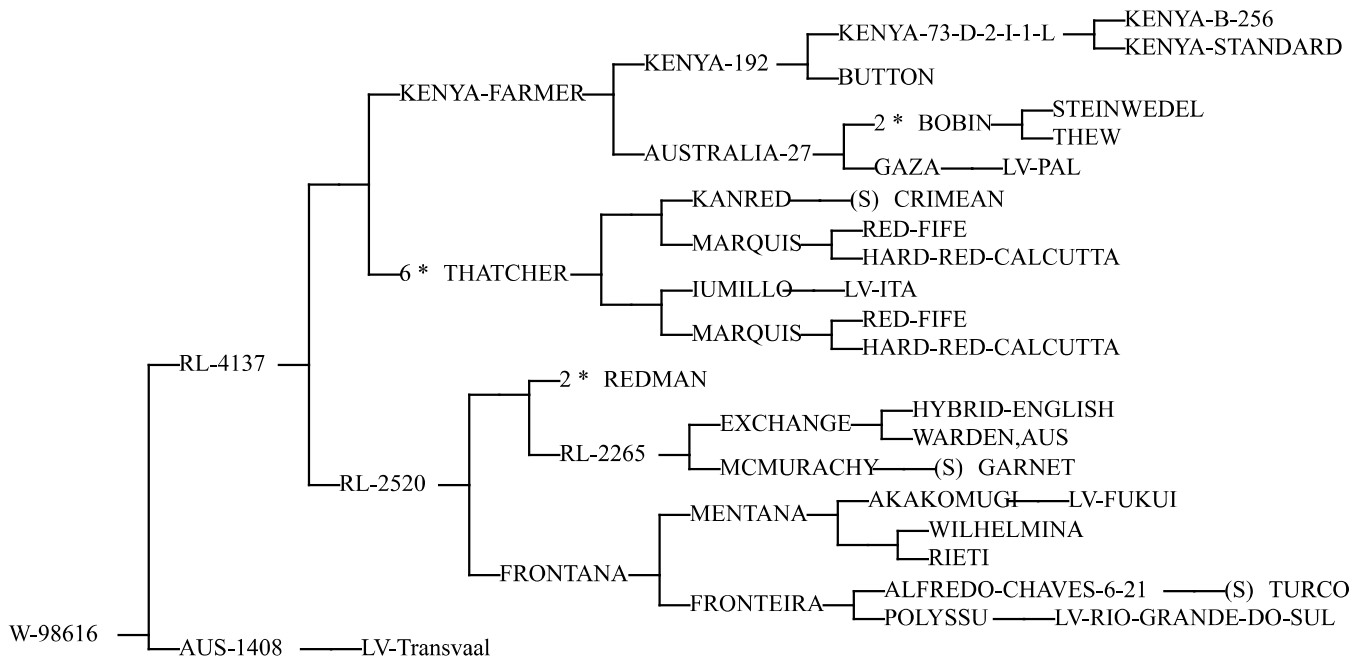 KENYA-B-256
KENYA-73-D-2-I-1-L
KENYA-STANDARD
KENYA-192
BUTTON
KENYA-FARMER
STEINWEDEL
2 * BOBIN
THEW
AUSTRALIA-27
GAZA LV-PAL
KANRED (S) CRIMEAN
RED-FIFE
MARQUIS
HARD-RED-CALCUTTA
6 * THATCHER
IUMILLO LV-ITA
RED-FIFE
MARQUIS
HARD-RED-CALCUTTA
RL-4137
2 * REDMAN
HYBRID-ENGLISH
EXCHANGE
WARDEN,AUS
RL-2265
MCMURACHY (S) GARNET
RL-2520
AKAKOMUGI LV-FUKUI
MENTANA
WILHELMINA
RIETI
FRONTANA
ALFREDO-CHAVES-6-21 (S) TURCO
FRONTEIRA
POLYSSU LV-RIO-GRANDE-DO-SUL
W-98616
AUS-1408 LV-Transvaal